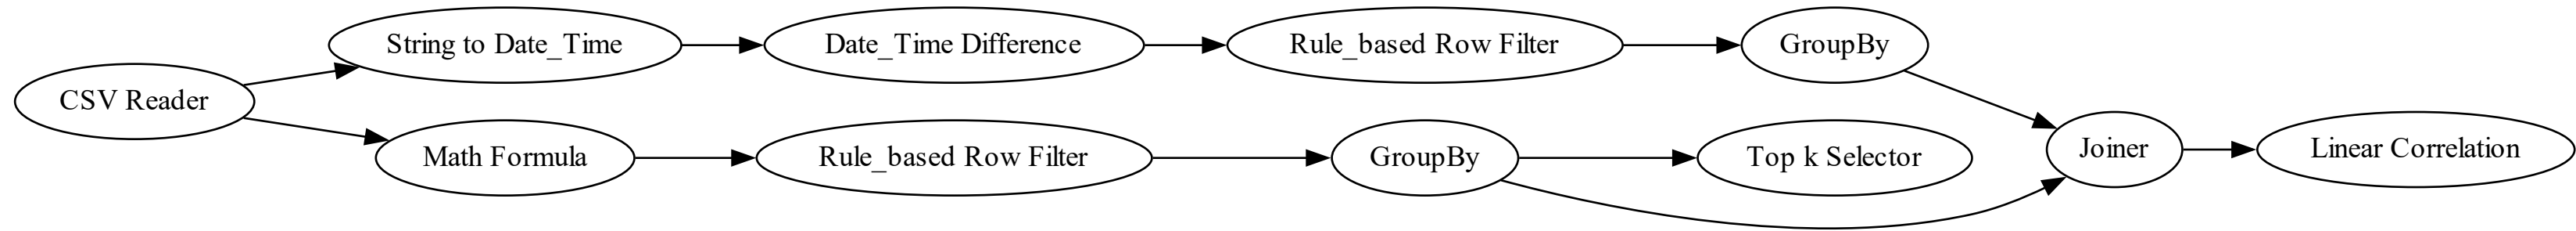 CSV Reader
String to Date_Time
Date_Time Difference
Rule_based Row Filter
GroupBy
Math Formula
Rule_based Row Filter
GroupBy
Top k Selector
Joiner
Linear Correlation